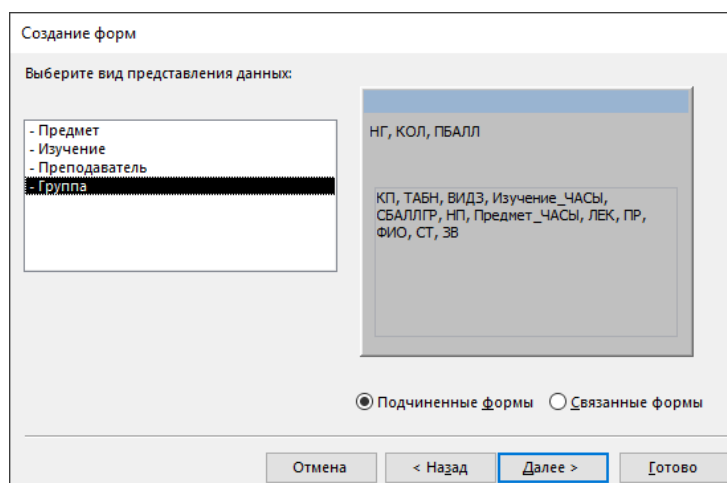 Создание форм
Выберите вид представления данных:
- Предмет
- Изучение
- Преподаватель
- Группа
НГ, КОЛ, ПБАЛЛ
КП, ТАБН, ВИДЗ, Изучение_ЧАСЫ,
СБАЛЛГР, НП, Предмет_ЧАСЫ, ЛЕК, ПР,
ФИО, СТ, ЗВ
Подчиненные формы
Связанные формы
Отмена
< Назад
Далее >
Готово